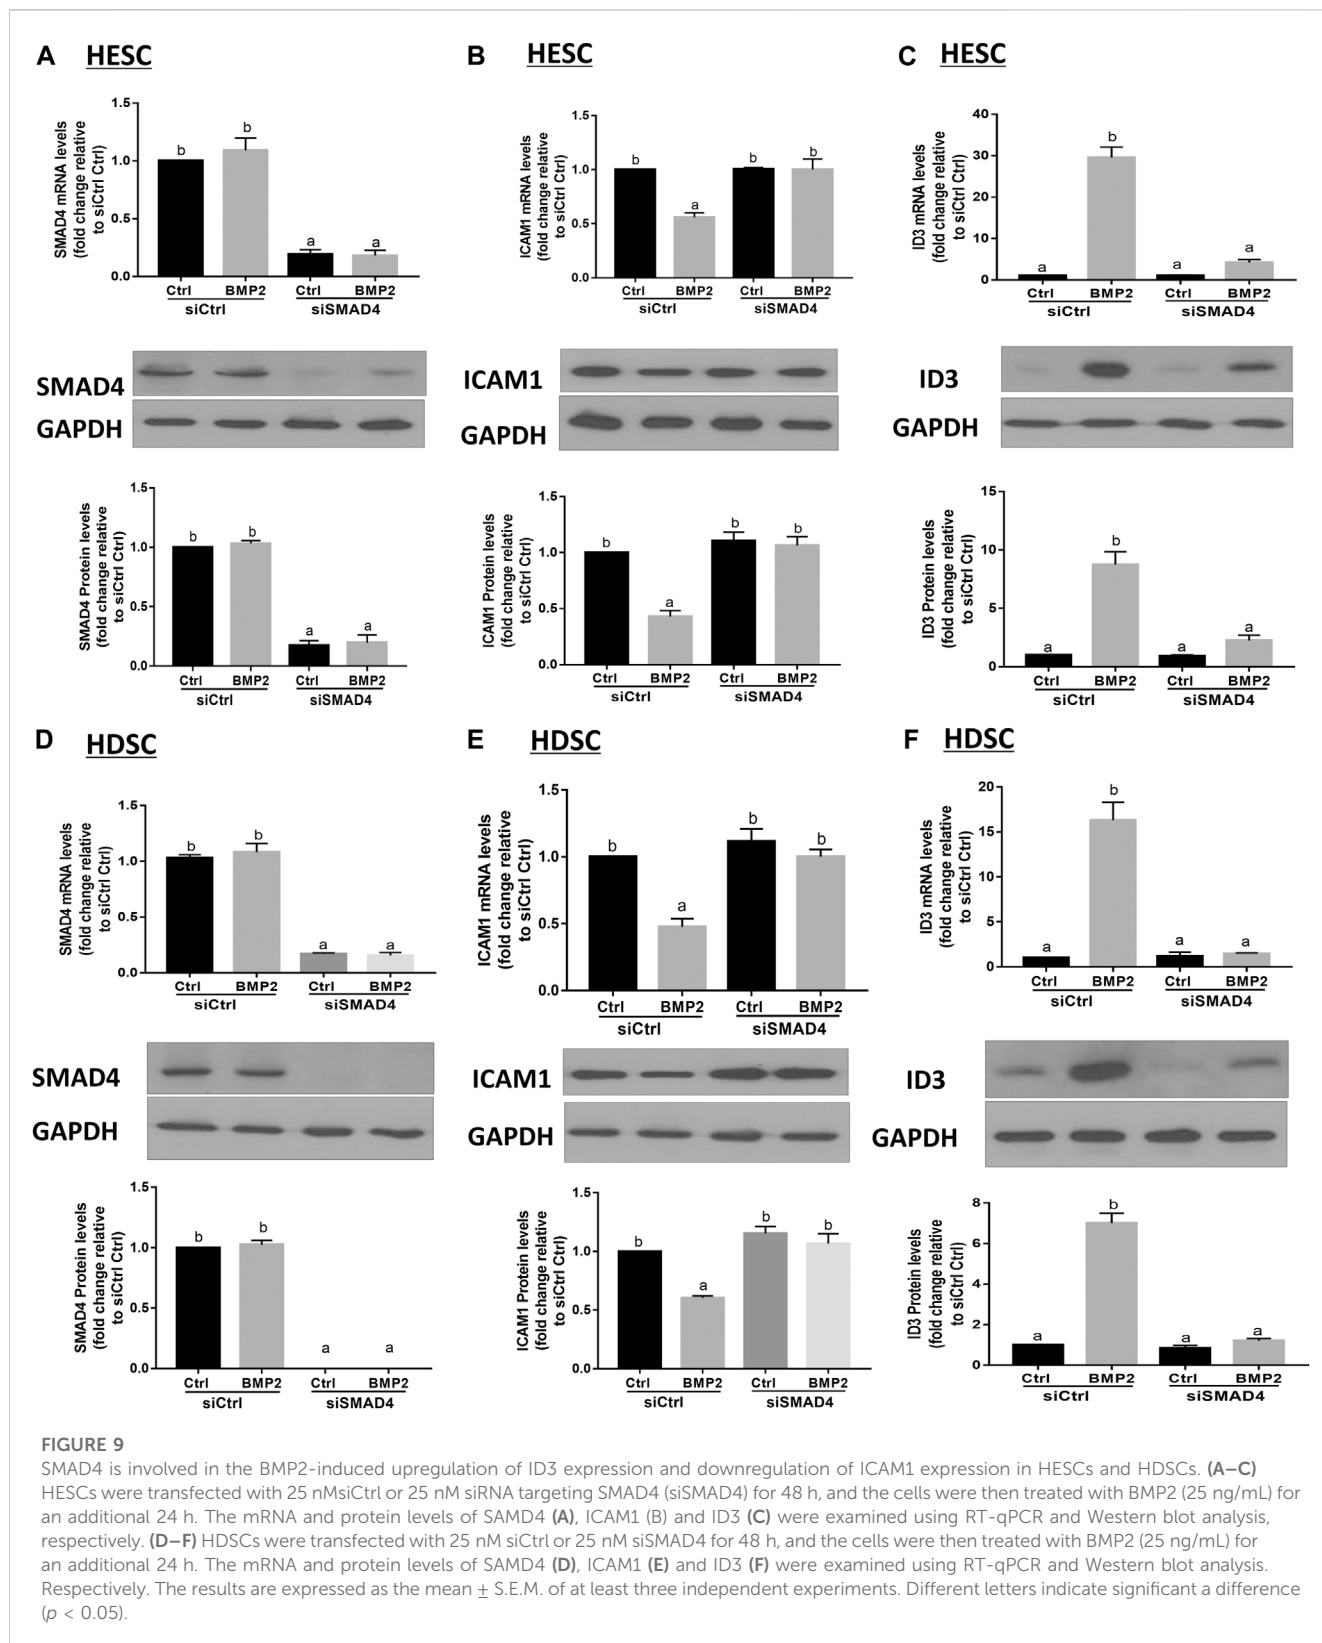 A HESC
SMAD4 mRNA levels
(fold change relative
to siCtrl Ctrl)
1.5
1.0
0.5
0.0
b
b
a
a
Ctrl BMP2 Ctrl BMP2
siCtrl siSMAD4
SMAD4
GAPDH
SMAD4 Protein levels
(fold change relative
to siCtrl Ctrl)
1.5
1.0
0.5
0.0
b
b
a
a
Ctrl BMP2 Ctrl BMP2
siCtrl siSMAD4
B HESC
ICAM1 mRNA levels
(fold change relative
to siCtrl Ctrl)
1.5
1.0
0.5
0.0
b
a
b
b
Ctrl BMP2 Ctrl BMP2
siCtrl siSMAD4
ICAM1
GAPDH
ICAM1 Protein levels
(fold change relative
to siCtrl Ctrl)
1.5
1.0
0.5
0.0
b
a
b
b
Ctrl BMP2 Ctrl BMP2
siCtrl siSMAD4
C HESC
ID3 mRNA levels
(fold change relative
to siCtrl Ctrl)
40
30
20
10
0
a
b
a
a
Ctrl BMP2 Ctrl BMP2
siCtrl siSMAD4
ID3
GAPDH
ID3 Protein levels
(fold change relative
to siCtrl Ctrl)
15
10
5
0
a
b
a
a
Ctrl BMP2 Ctrl BMP2
siCtrl siSMAD4
D HDSC
SMAD4 mRNA levels
(fold change relative
to siCtrl Ctrl)
1.5
1.0
0.5
0.0
b
b
a
a
Ctrl BMP2 Ctrl BMP2
siCtrl siSMAD4
SMAD4
GAPDH
SMAD4 Protein levels
(fold change relative
to siCtrl Ctrl)
1.5
1.0
0.5
0.0
b
b
a
a
Ctrl BMP2 Ctrl BMP2
siCtrl siSMAD4
E HDSC
ICAM1 mRNA levels
(fold change relative
to siCtrl Ctrl)
1.5
1.0
0.5
0.0
b
a
b
b
Ctrl BMP2 Ctrl BMP2
siCtrl siSMAD4
ICAM1
GAPDH
ICAM1 Protein levels
(fold change relative
to siCtrl Ctrl)
1.5
1.0
0.5
0.0
b
a
b
b
Ctrl BMP2 Ctrl BMP2
siCtrl siSMAD4
F HDSC
ID3 mRNA levels
(fold change relative
to siCtrl Ctrl)
20
15
10
5
0
a
b
a
a
Ctrl BMP2 Ctrl BMP2
siCtrl siSMAD4
ID3
GAPDH
ID3 Protein levels
(fold change relative
to siCtrl Ctrl)
8
6
4
2
0
a
b
a
a
Ctrl BMP2 Ctrl BMP2
siCtrl siSMAD4
FIGURE 9
SMAD4 is involved in the BMP2-induced upregulation of ID3 expression and downregulation of ICAM1 expression in HESCs and HDSCs. (A–C)
HESCs were transfected with 25 nMsiCtrl or 25 nM siRNA targeting SMAD4 (siSMAD4) for 48 h, and the cells were then treated with BMP2 (25 ng/mL) for
an additional 24 h. The mRNA and protein levels of SAMD4 (A), ICAM1 (B) and ID3 (C) were examined using RT-qPCR and Western blot analysis,
respectively. (D–F) HDSCs were transfected with 25 nM siCtrl or 25 nM siSMAD4 for 48 h, and the cells were then treated with BMP2 (25 ng/mL) for
an additional 24 h. The mRNA and protein levels of SAMD4 (D), ICAM1 (E) and ID3 (F) were examined using RT-qPCR and Western blot analysis.
Respectively. The results are expressed as the mean ± S.E.M. of at least three independent experiments. Different letters indicate significant a difference
(p < 0.05).